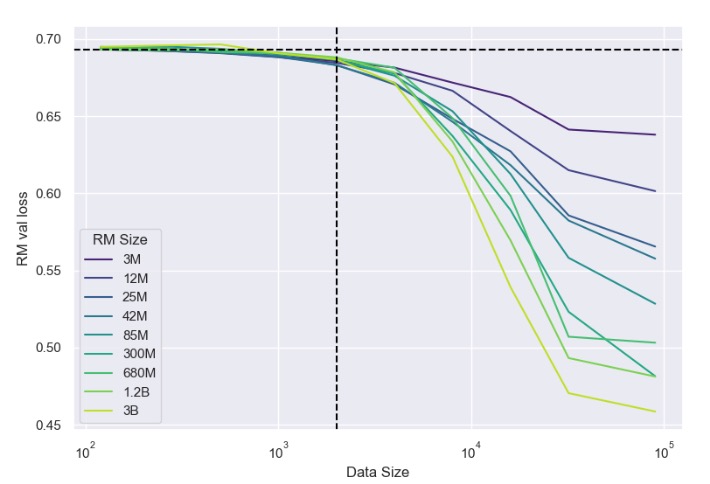 0.70
0.65
0.60
0.55
0.50
0.45
RM val loss
RM Size
3M
12M
25M
42M
85M
300M
680M
1.2B
3B
10²
10³
10⁴
10⁵
Data Size